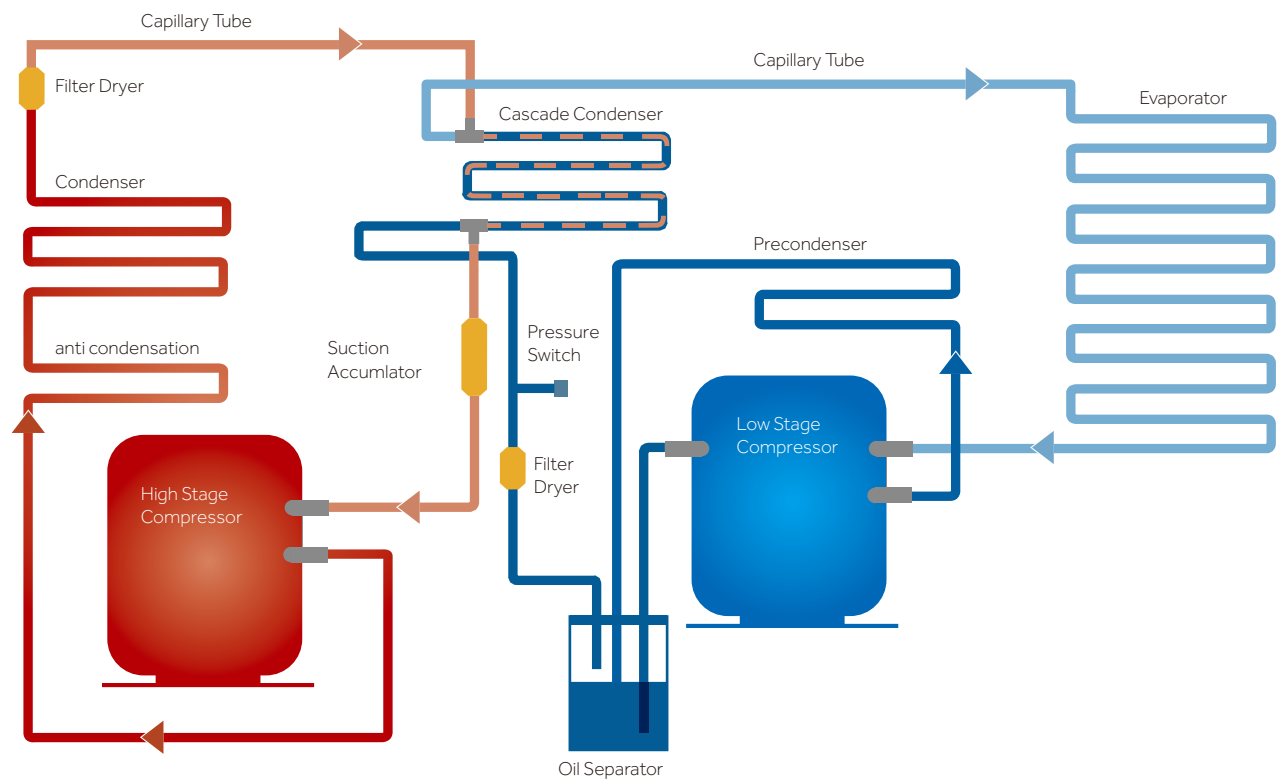 Capillary Tube
Filter Dryer
Capillary Tube
Evaporator
Cascade Condenser
Condenser
Precondenser
anti condensation
Suction
Accumlator
Pressure
Switch
Low Stage
Compressor
Filter
Dryer
High Stage
Compressor
Oil Separator